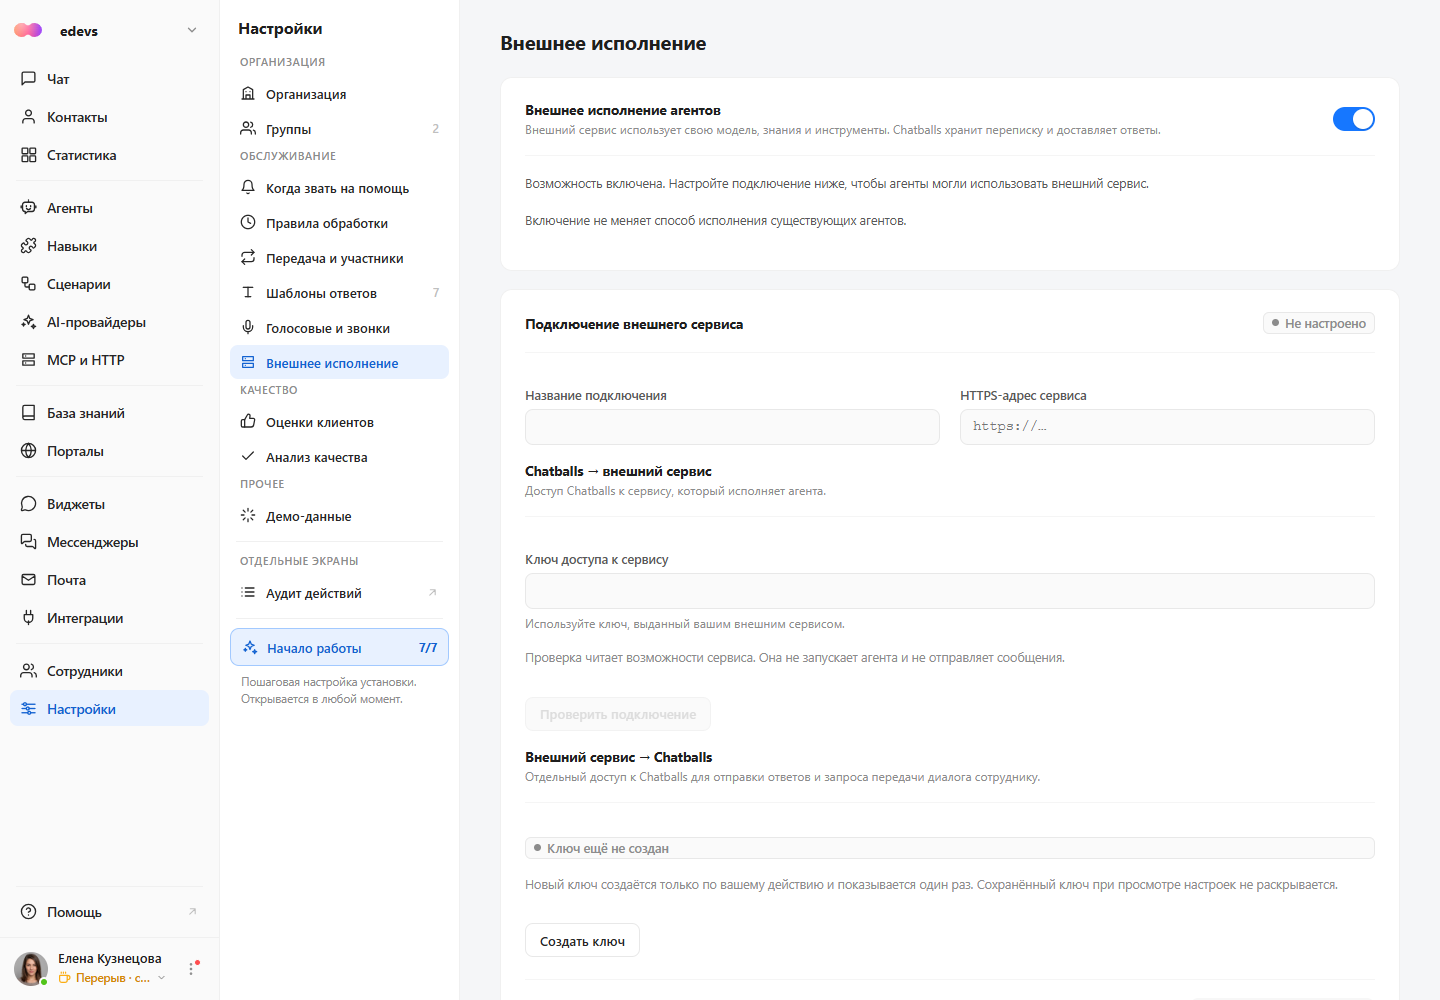 edevs
Чат
Контакты
Статистика
Агенты
Навыки
Сценарии
AI-провайдеры
MCP и HTTP
База знаний
Порталы
Виджеты
Мессенджеры
Почта
Интеграции
Сотрудники
Настройки
Помощь
Елена Кузнецова
Перерыв · с...
Настройки
ОРГАНИЗАЦИЯ
Организация
Группы 2
ОБСЛУЖИВАНИЕ
Когда звать на помощь
Правила обработки
Передача и участники
Шаблоны ответов 7
Голосовые и звонки
Внешнее исполнение
КАЧЕСТВО
Оценки клиентов
Анализ качества
ПРОЧЕЕ
Демо-данные
ОТДЕЛЬНЫЕ ЭКРАНЫ
Аудит действий
Начало работы 7/7
Пошаговая настройка установки.
Открывается в любой момент.
Внешнее исполнение
Внешнее исполнение агентов
Внешний сервис использует свою модель, знания и инструменты. Chatballs хранит переписку и доставляет ответы.
Возможность включена. Настройте подключение ниже, чтобы агенты могли использовать внешний сервис.
Включение не меняет способ исполнения существующих агентов.
Подключение внешнего сервиса Не настроено
Название подключения HTTPS-адрес сервиса
https://…
Chatballs → внешний сервис
Доступ Chatballs к сервису, который исполняет агента.
Ключ доступа к сервису
Используйте ключ, выданный вашим внешним сервисом.
Проверка читает возможности сервиса. Она не запускает агента и не отправляет сообщения.
Проверить подключение
Внешний сервис → Chatballs
Отдельный доступ к Chatballs для отправки ответов и запроса передачи диалога сотруднику.
Ключ ещё не создан
Новый ключ создаётся только по вашему действию и показывается один раз. Сохранённый ключ при просмотре настроек не раскрывается.
Создать ключ